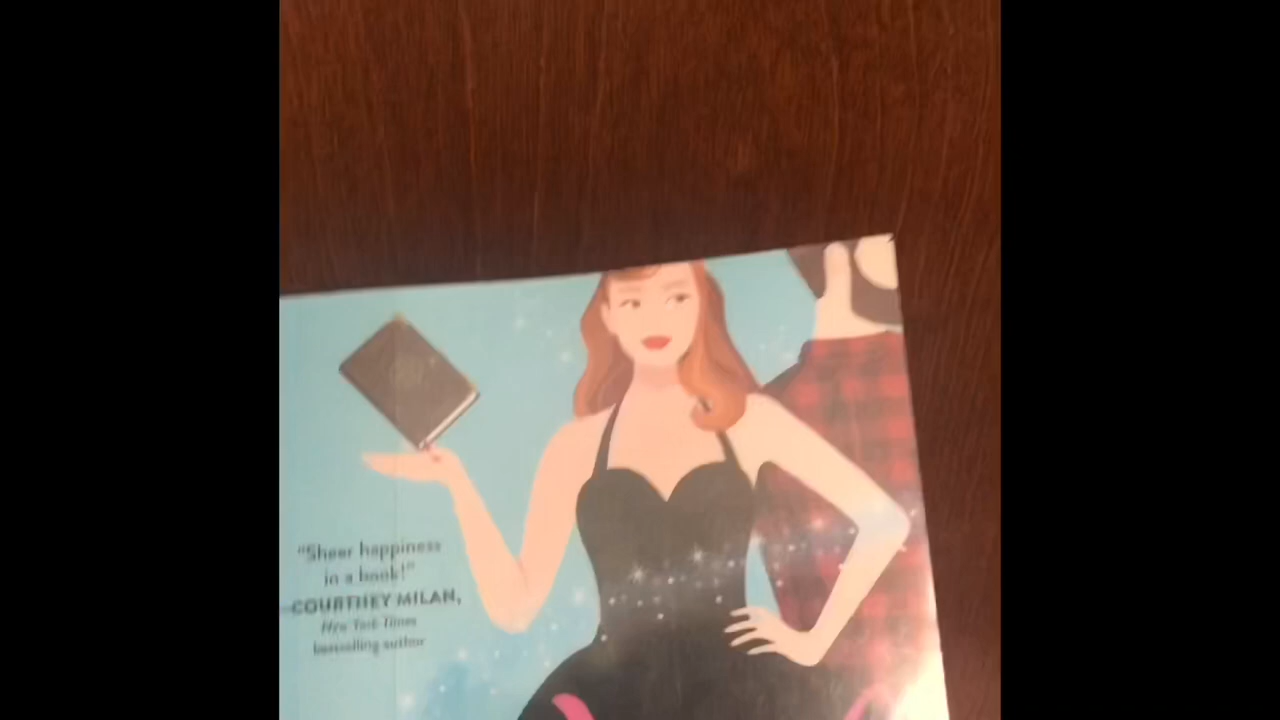 "Sheer happiness
in a book!"
COURTNEY MILAN,
New York Times
bestselling author